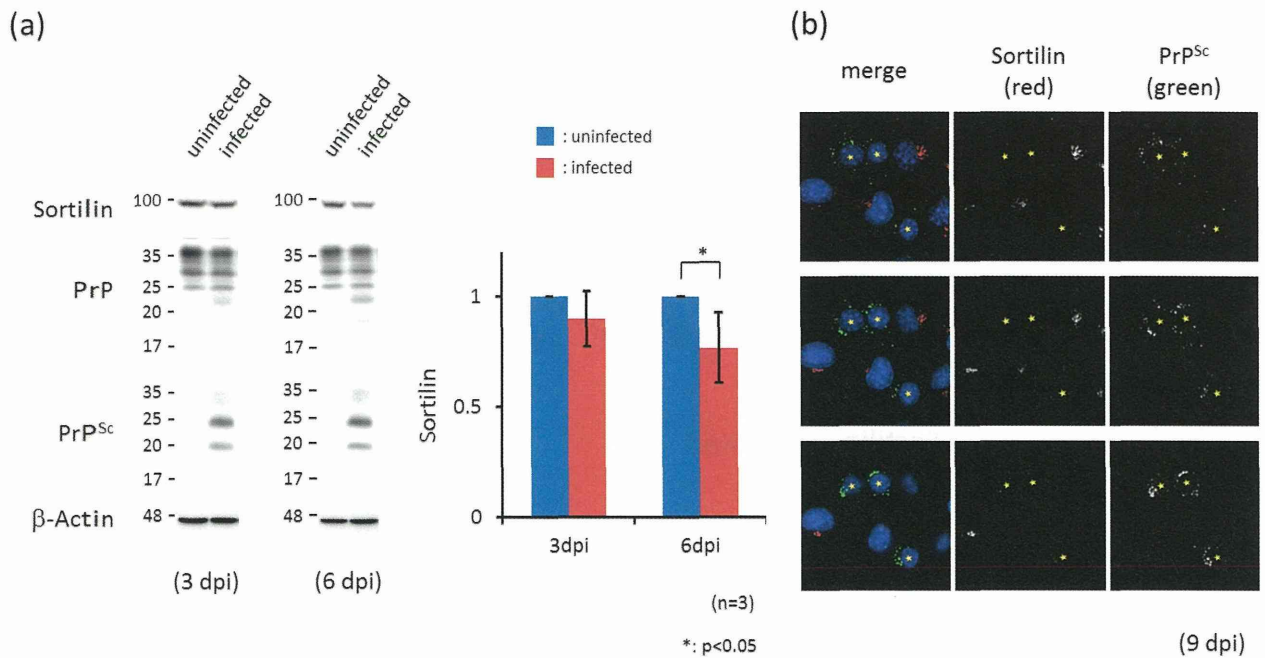 (a)
uninfected
infected
uninfected
infected
Sortilin
100 -
100 -
PrP
35 -
25 -
20 -
17 -
35 -
25 -
20 -
17 -
PrP^Sc
35 -
25 -
20 -
17 -
35 -
25 -
20 -
17 -
β-Actin
48 -
48 -
(3 dpi)
(6 dpi)
: uninfected
: infected
*
Sortilin
1
0.5
0
3dpi
6dpi
(n=3)
*: p<0.05
(b)
merge
Sortilin
(red)
PrP^Sc
(green)
(9 dpi)